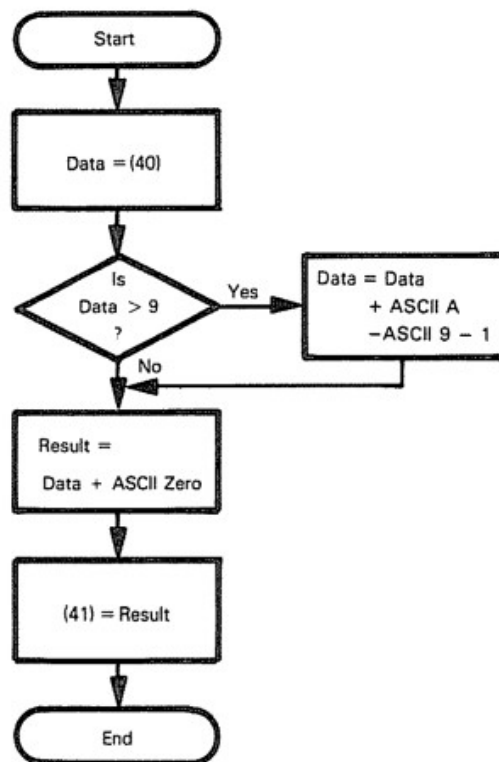 Start
Data = (40)
Is
Data > 9
?
Yes
Data = Data
+ ASCII A
−ASCII 9 − 1
No
Result =
Data + ASCII Zero
(41) = Result
End